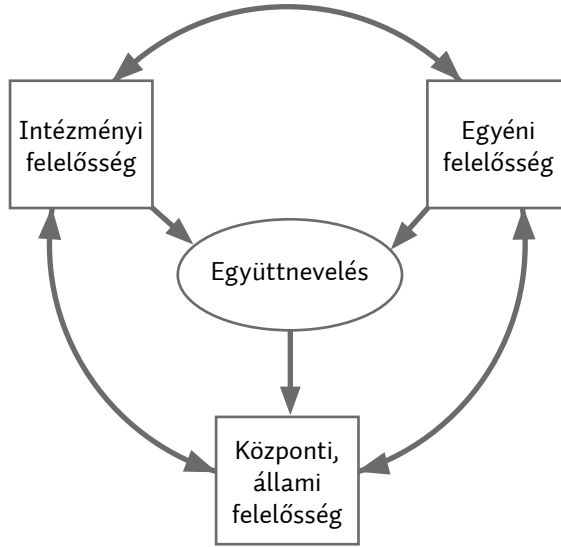 Intézményi
felelősség
Egyéni
felelősség
Együttnevelés
Központi,
állami
felelősség